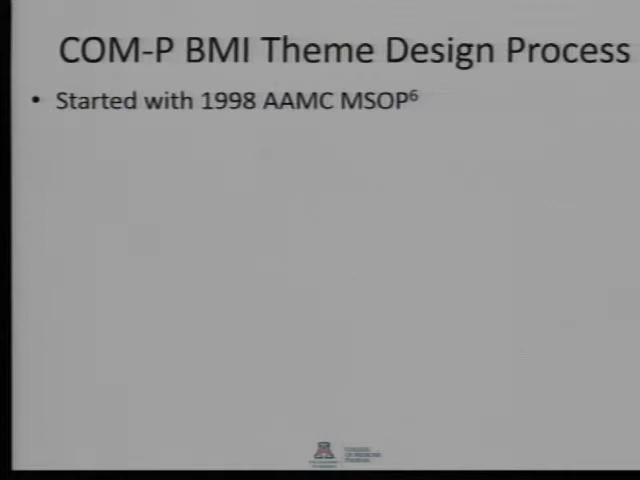 COM-P BMI Theme Design Process
• Started with 1998 AAMC MSOP⁶